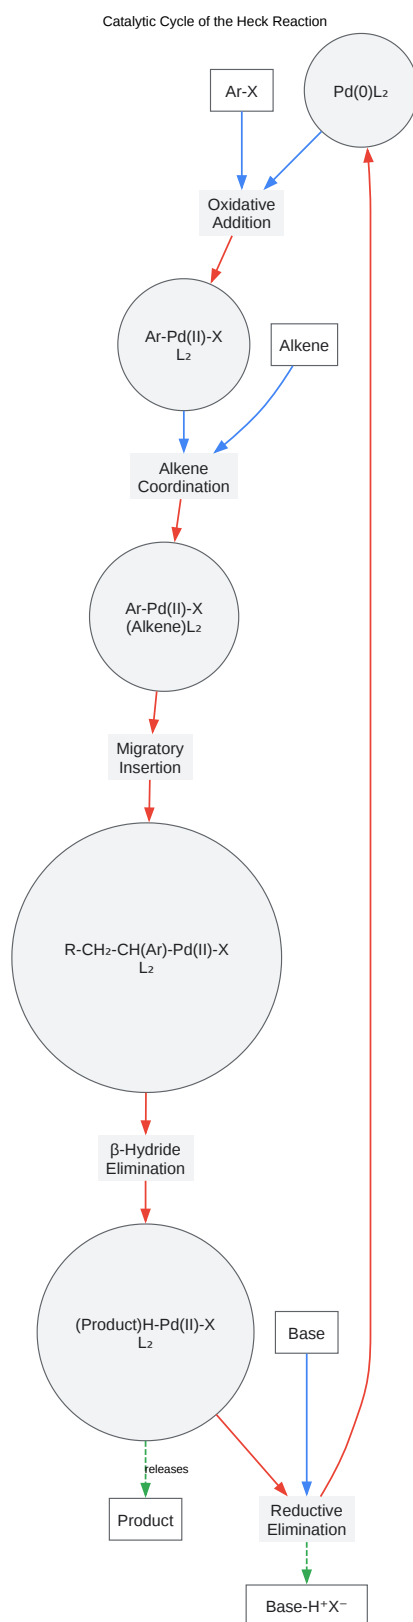 Catalytic Cycle of the Heck Reaction
Ar-X
Pd(0)L₂
Oxidative
Addition
Ar-Pd(II)-X
L₂
Alkene
Alkene
Coordination
Ar-Pd(II)-X
(Alkene)L₂
Migratory
Insertion
R-CH₂-CH(Ar)-Pd(II)-X
L₂
β-Hydride
Elimination
(Product)H-Pd(II)-X
L₂
Base
releases
Product
Reductive
Elimination
Base-H⁺X⁻